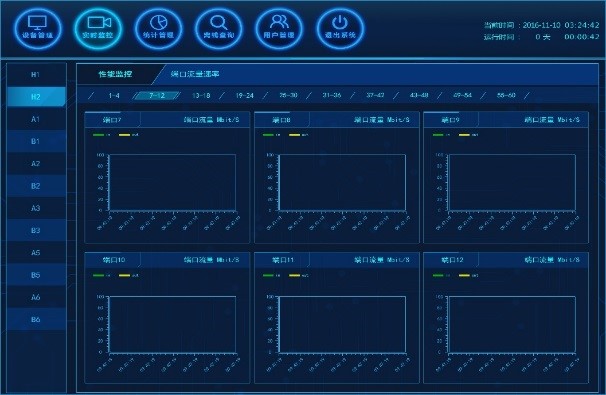 设备管理 实时监控 统计管理 离线查询 用户管理 退出系统
当前时间 : 2016-11-10 03:24:42
运行时间 : 0 天 00:00:42
H1
H2
A1
B1
A2
B2
A3
B3
A5
B5
A6
B6
性能监控 端口流量速率
1-4 7-12 13-18 19-24 25-30 31-36 37-42 43-48 49-54 55-60
端口7 端口流量 Mbit/S
in out
100
80
60
40
20
0
端口8 端口流量 Mbit/S
in out
100
80
60
40
20
0
端口9 端口流量 Mbit/S
in out
100
80
60
40
20
0
端口10 端口流量 Mbit/S
in out
100
80
60
40
20
0
端口11 端口流量 Mbit/S
in out
100
80
60
40
20
0
端口12 端口流量 Mbit/S
in out
100
80
60
40
20
0